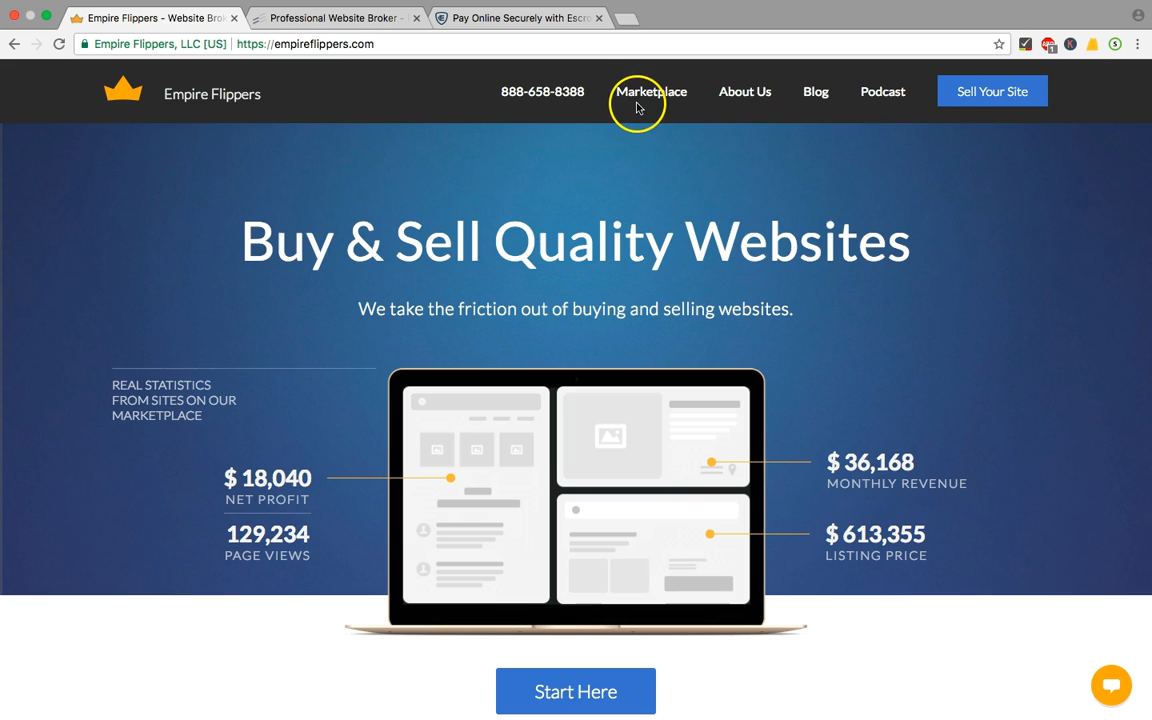 Empire Flippers - Website Brok
Professional Website Broker -
Pay Online Securely with Escro
Empire Flippers, LLC [US]
https://empireflippers.com
1
K
S
Empire Flippers
888-658-8388
Marketplace
About Us
Blog
Podcast
Sell Your Site
Buy & Sell Quality Websites
We take the friction out of buying and selling websites.
REAL STATISTICS
FROM SITES ON OUR
MARKETPLACE
$ 18,040
NET PROFIT
129,234
PAGE VIEWS
$ 36,168
MONTHLY REVENUE
$ 613,355
LISTING PRICE
Start Here